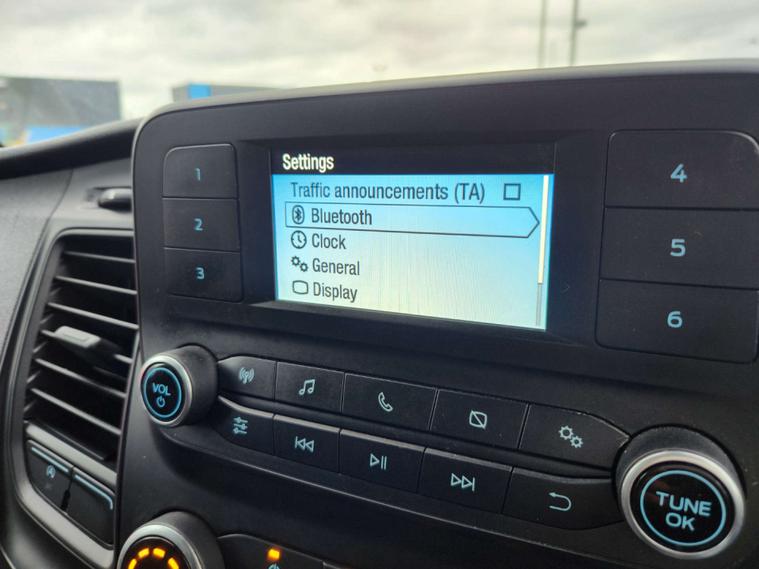 Settings
Traffic announcements (TA)
Bluetooth
Clock
General
Display
1
2
3
4
5
6
VOL
TUNE
OK